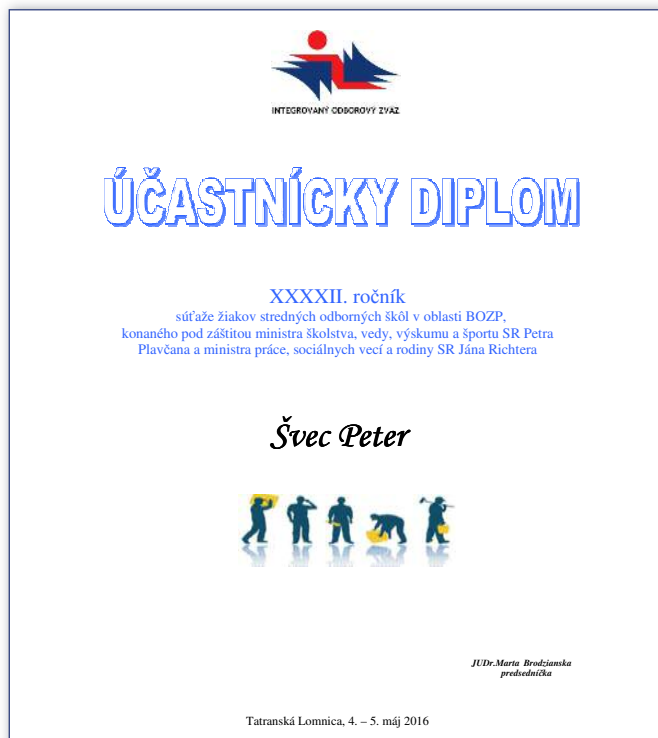 INTEGROVANÝ ODBOROVÝ ZVÄZ
ÚČASTNÍCKY DIPLOM
XXXXII. ročník
súťaže žiakov stredných odborných škôl v oblasti BOZP,
konaného pod záštitou ministra školstva, vedy, výskumu a športu SR Petra
Plavčana a ministra práce, sociálnych vecí a rodiny SR Jána Richtera
Švec Peter
JUDr.Marta Brodzianska
predsedníčka
Tatranská Lomnica, 4. – 5. máj 2016